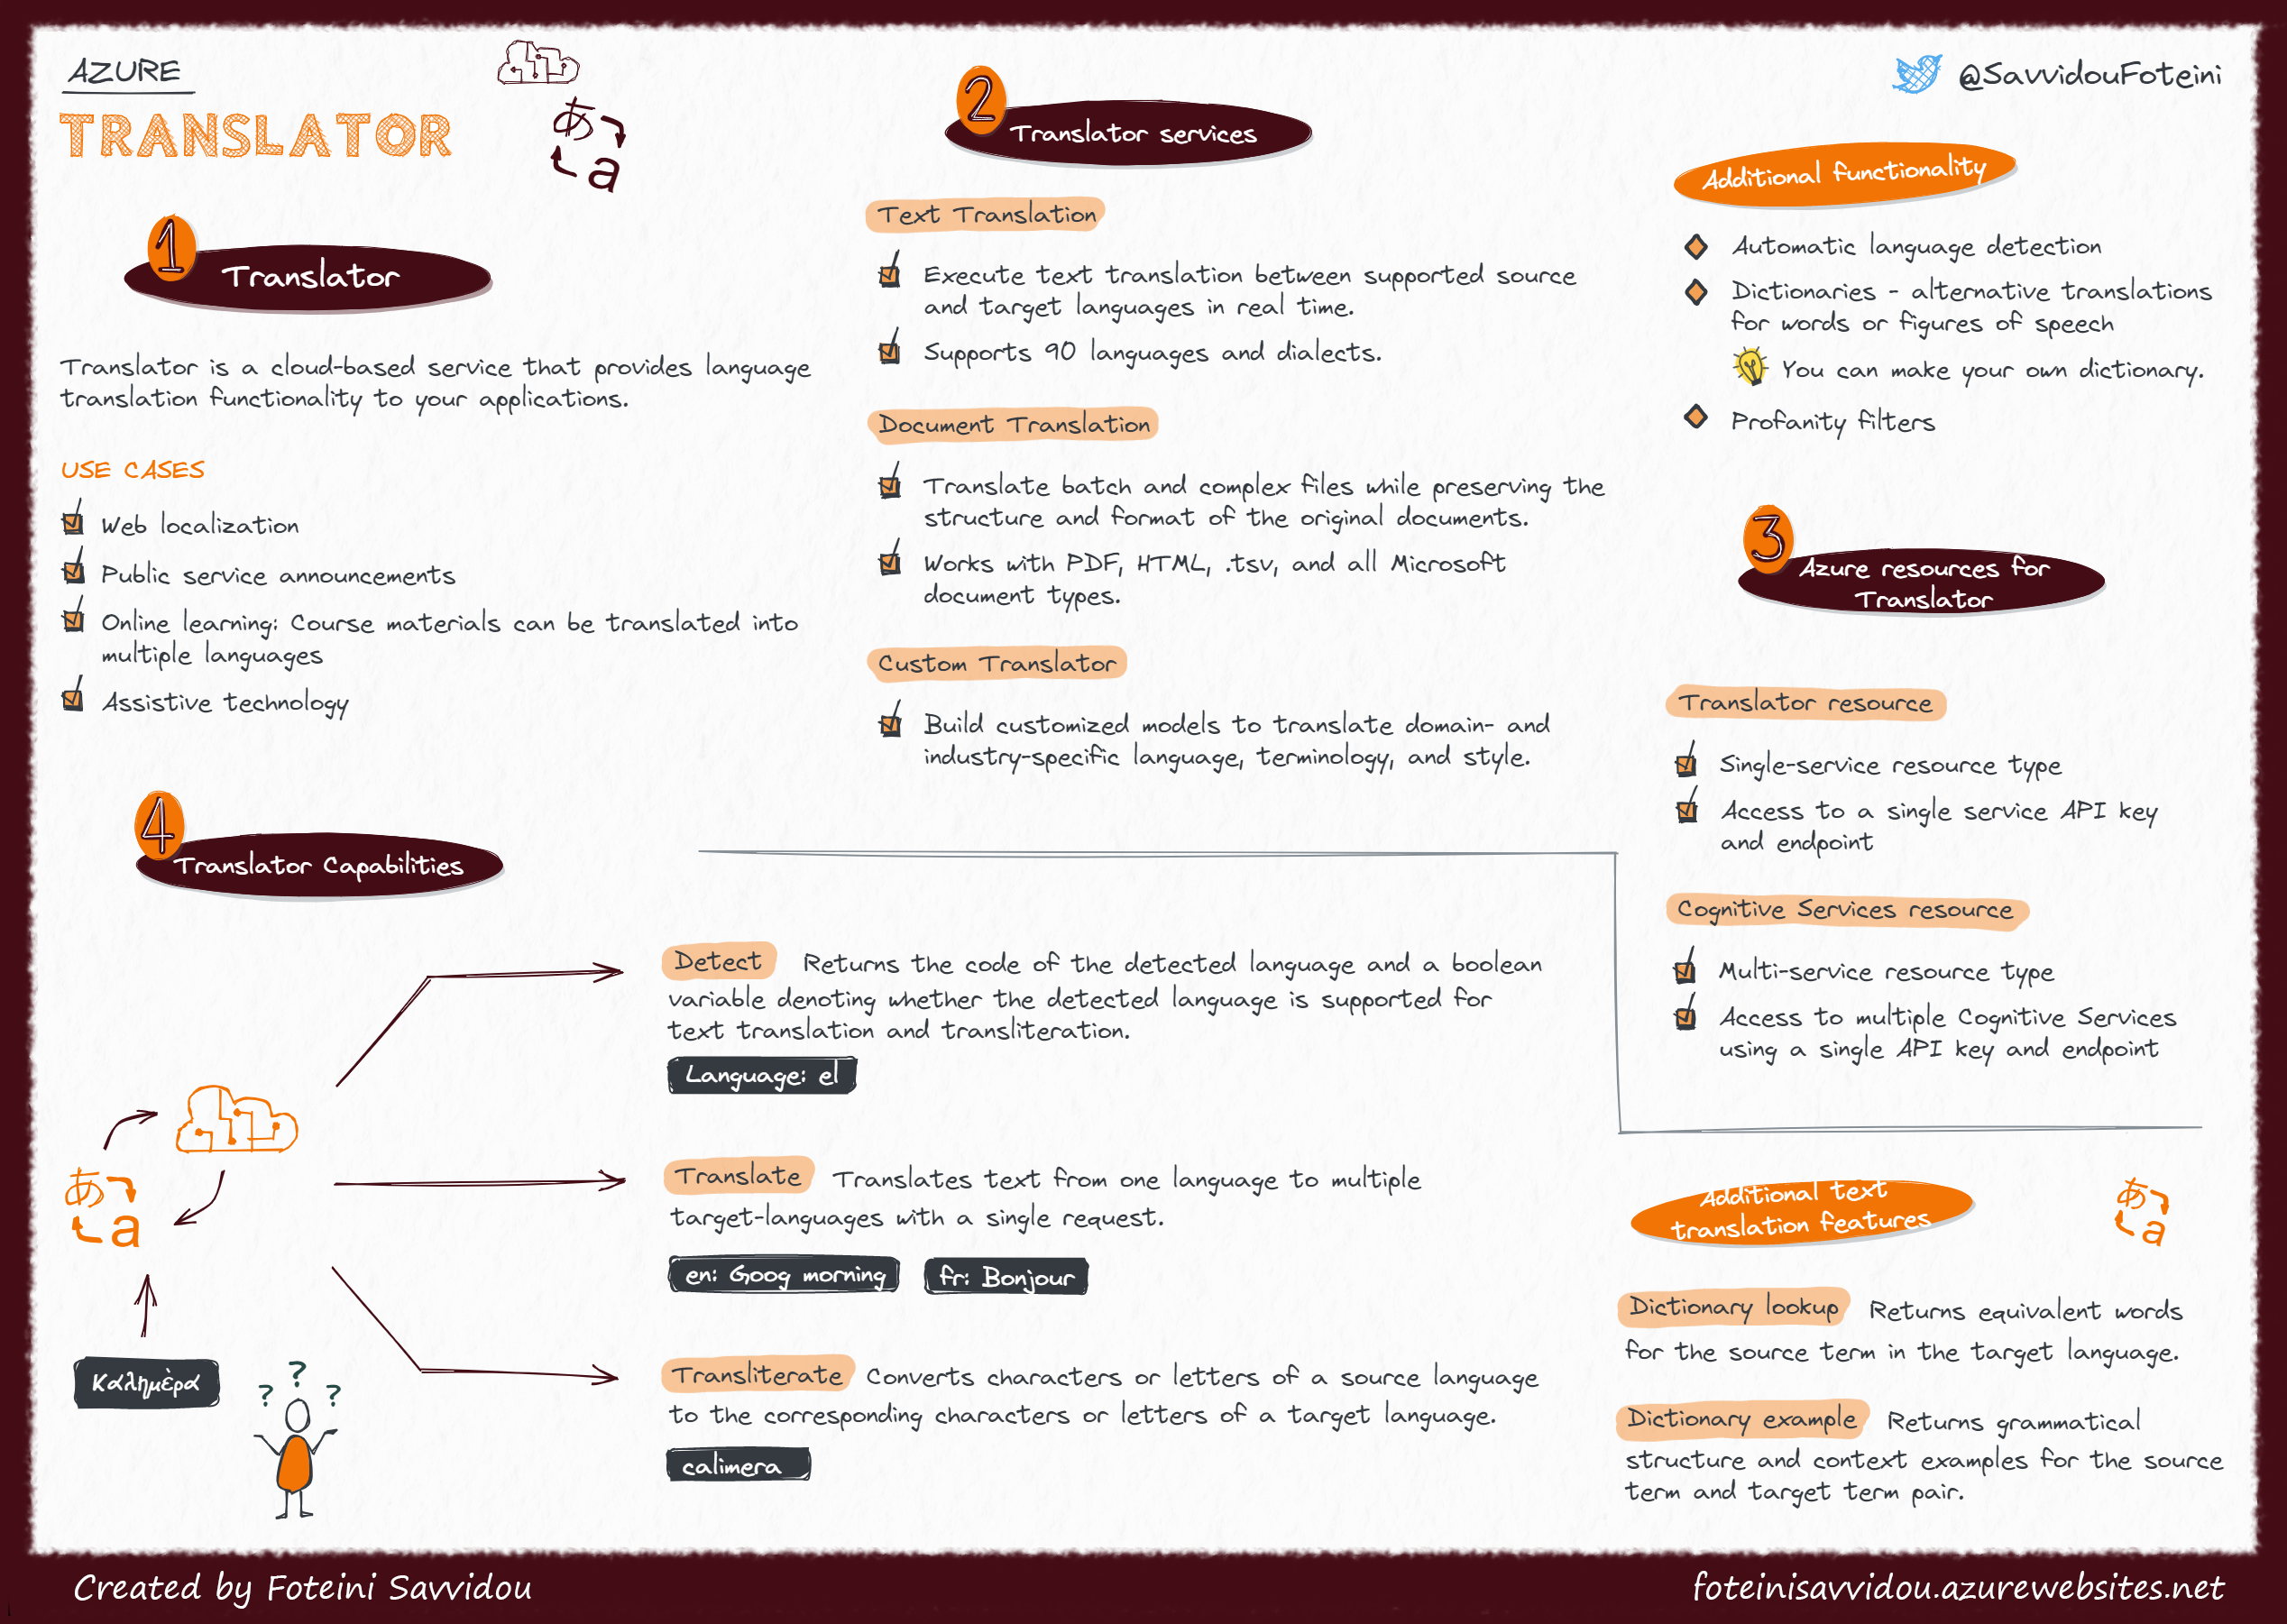 AZURE
TRANSLATOR
あ
a
@SavvidouFoteini
1
Translator
Translator is a cloud-based service that provides language
translation functionality to your applications.
USE CASES
Web localization
Public service announcements
Online learning: Course materials can be translated into
multiple languages
Assistive technology
2
Translator services
Text Translation
Execute text translation between supported source
and target languages in real time.
Supports 90 languages and dialects.
Document Translation
Translate batch and complex files while preserving the
structure and format of the original documents.
Works with PDF, HTML, .tsv, and all Microsoft
document types.
Custom Translator
Build customized models to translate domain- and
industry-specific language, terminology, and style.
Additional functionality
Automatic language detection
Dictionaries - alternative translations
for words or figures of speech
You can make your own dictionary.
Profanity filters
3
Azure resources for
Translator
Translator resource
Single-service resource type
Access to a single service API key
and endpoint
Cognitive Services resource
Multi-service resource type
Access to multiple Cognitive Services
using a single API key and endpoint
4
Translator Capabilities
あ
a
Καλημέρα
? ? ?
Detect Returns the code of the detected language and a boolean
variable denoting whether the detected language is supported for
text translation and transliteration.
Language: el
Translate Translates text from one language to multiple
target-languages with a single request.
en: Goog morning fr: Bonjour
Transliterate Converts characters or letters of a source language
to the corresponding characters or letters of a target language.
calimera
Additional text
translation features
あ
a
Dictionary lookup Returns equivalent words
for the source term in the target language.
Dictionary example Returns grammatical
structure and context examples for the source
term and target term pair.
Created by Foteini Savvidou
foteinisavvidou.azurewebsites.net